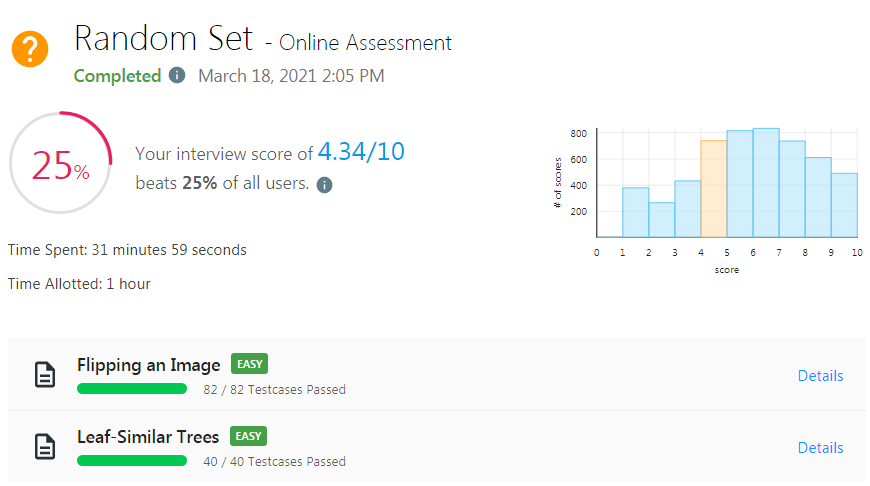 ?
Random Set - Online Assessment
Completed i March 18, 2021 2:05 PM
25%
Your interview score of 4.34/10
beats 25% of all users. i
Time Spent: 31 minutes 59 seconds
Time Allotted: 1 hour
# of scores
800
600
400
200
0 1 2 3 4 5 6 7 8 9 10
score
Flipping an Image EASY
82 / 82 Testcases Passed
Details
Leaf-Similar Trees EASY
40 / 40 Testcases Passed
Details